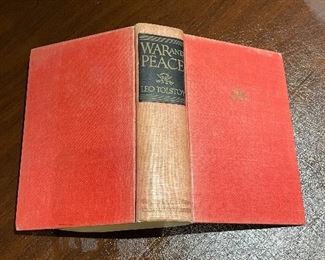 WAR AND
PEACE
LEO TOLSTOY